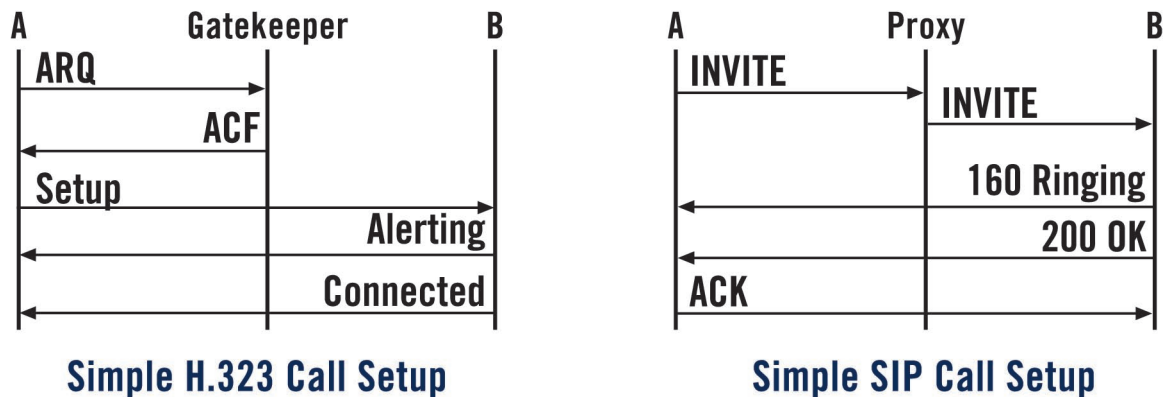 A Gatekeeper B
ARQ
ACF
Setup
Alerting
Connected
Simple H.323 Call Setup
A Proxy B
INVITE
INVITE
160 Ringing
200 OK
ACK
Simple SIP Call Setup